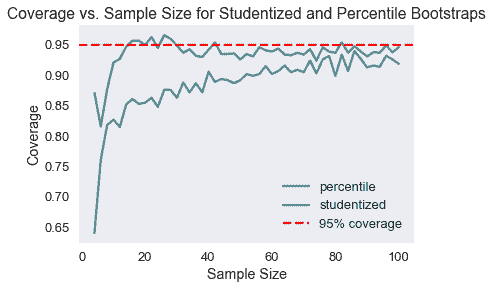 Coverage vs. Sample Size for Studentized and Percentile Bootstraps
0.95
0.90
0.85
0.80
0.75
0.70
0.65
Coverage
percentile
studentized
95% coverage
0 20 40 60 80 100
Sample Size